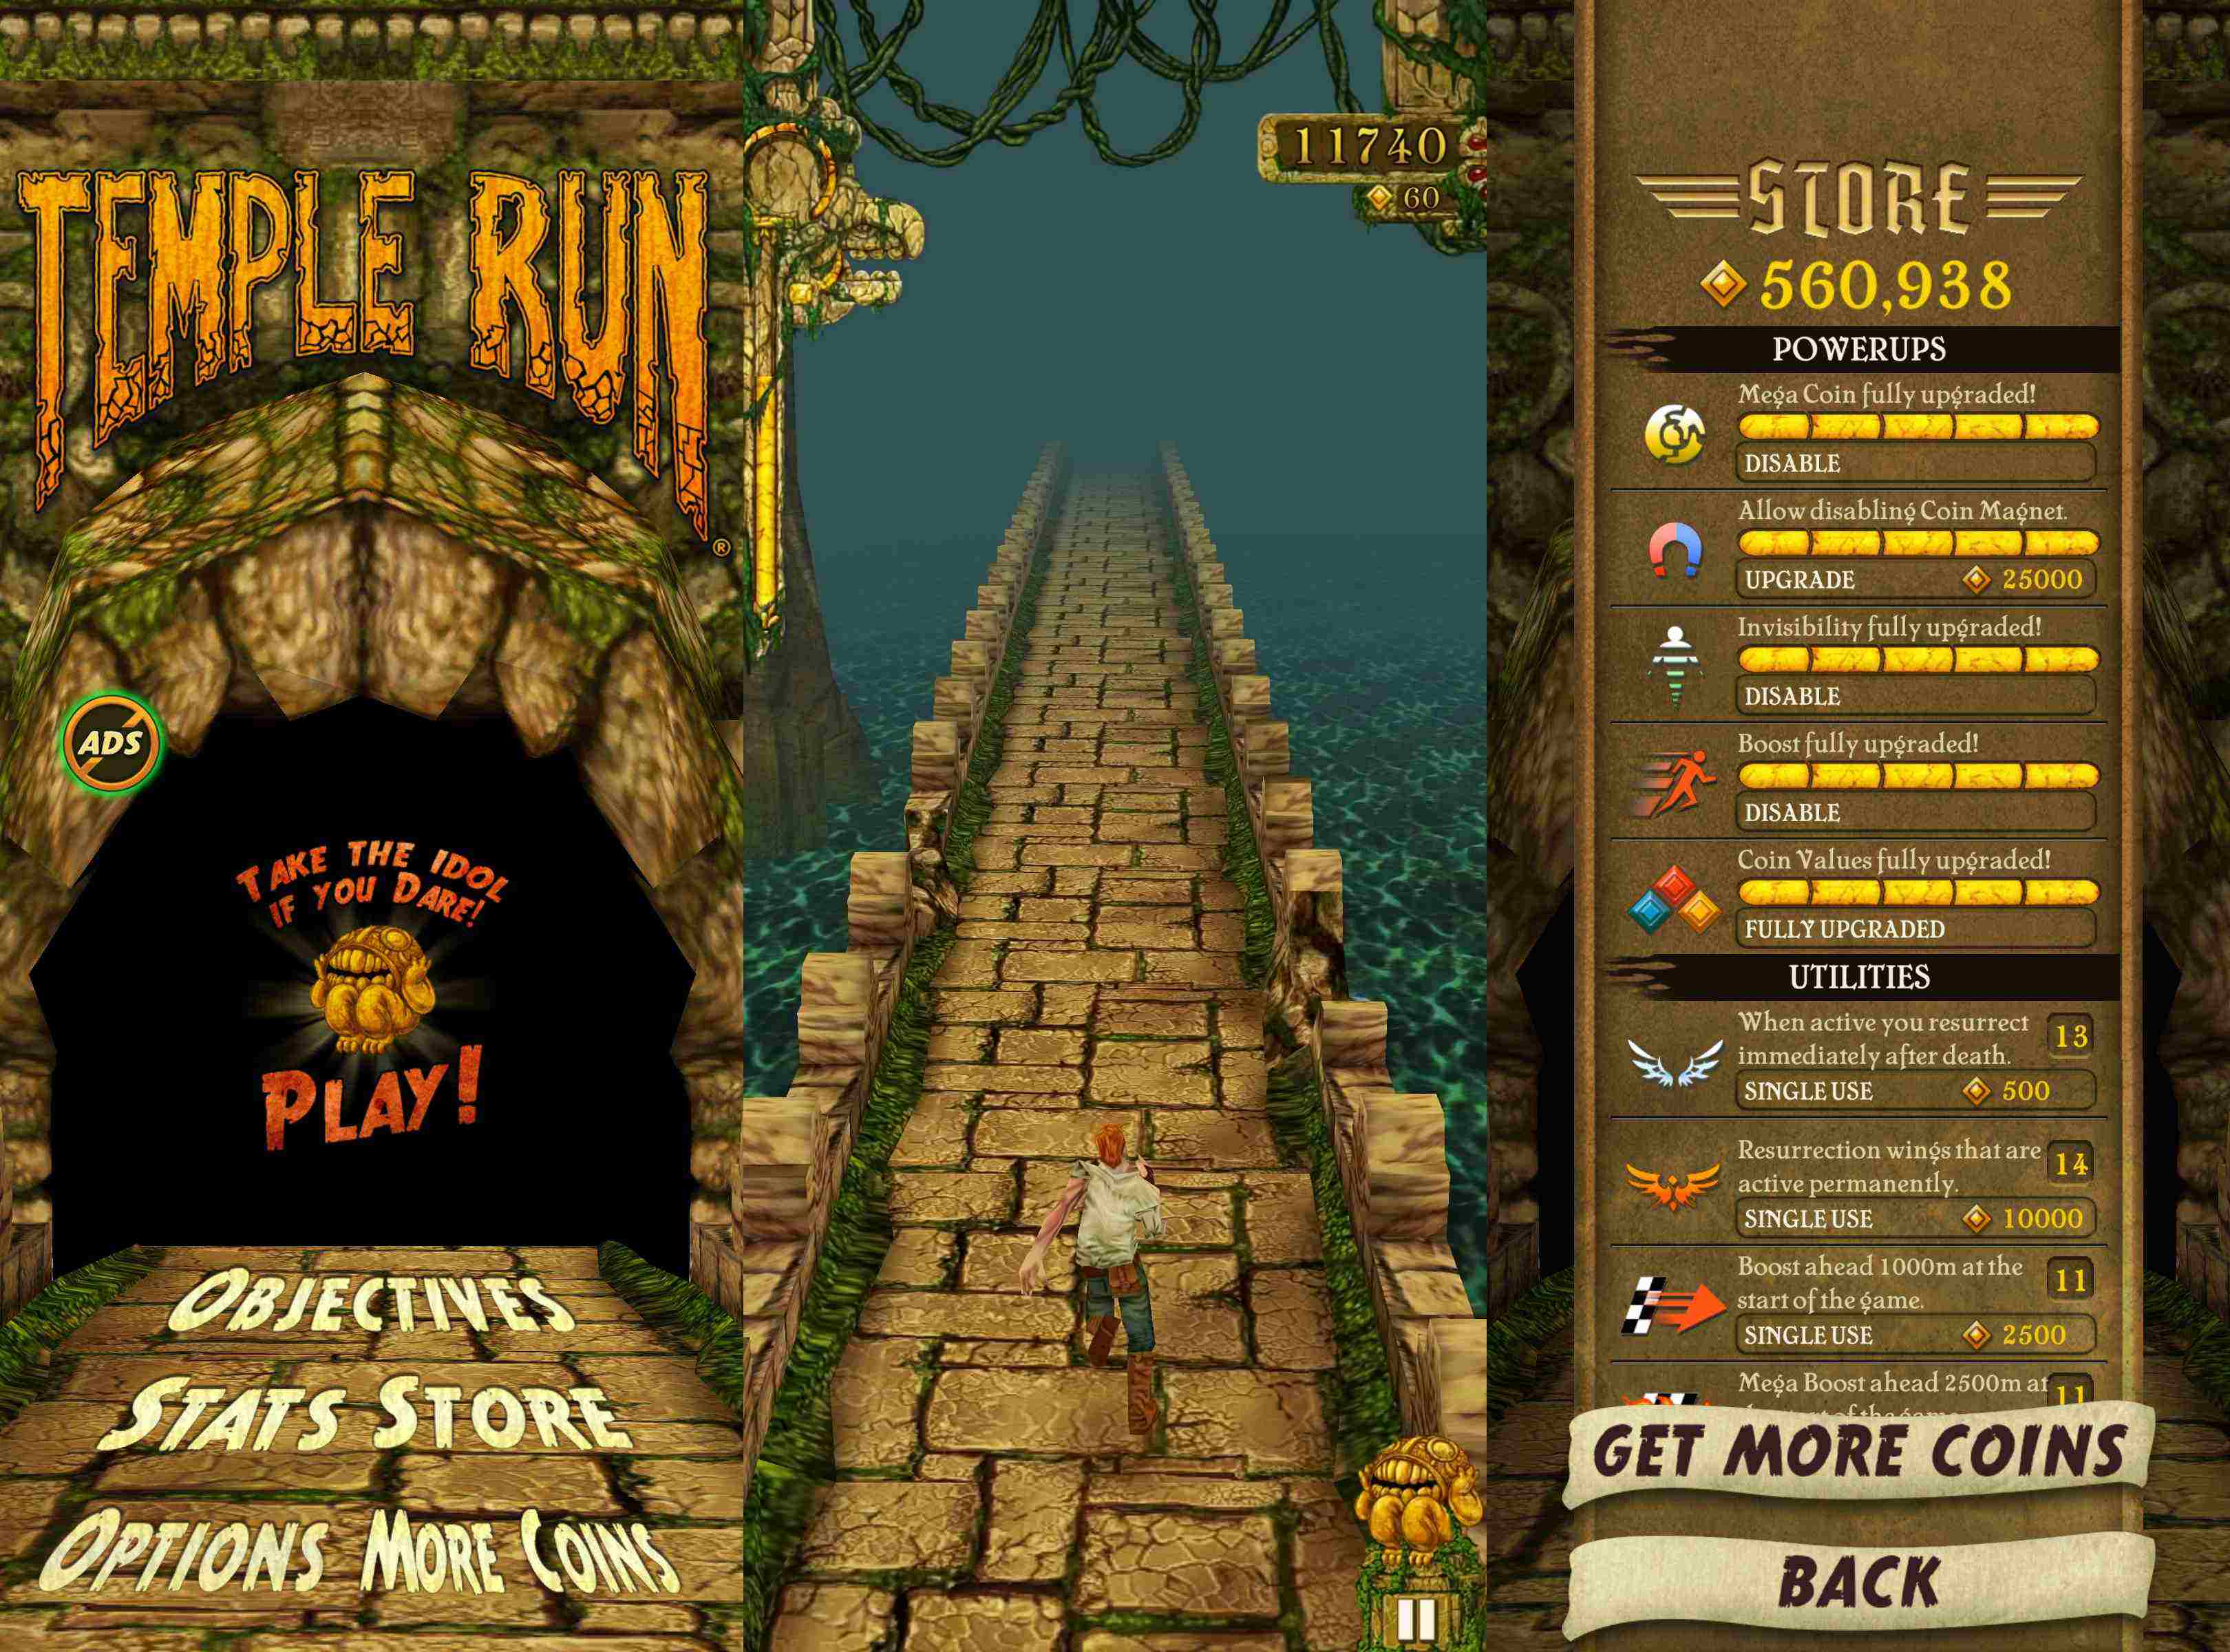 TEMPLE RUN
®
ADS
TAKE THE IDOL
IF YOU DARE!
PLAY!
OBJECTIVES
STATS STORE
OPTIONS MORE COINS
11740
60
STORE
560,938
POWERUPS
Mega Coin fully upgraded!
DISABLE
Allow disabling Coin Magnet.
UPGRADE 25000
Invisibility fully upgraded!
DISABLE
Boost fully upgraded!
DISABLE
Coin Values fully upgraded!
FULLY UPGRADED
UTILITIES
When active you resurrect 13
immediately after death.
SINGLE USE 500
Resurrection wings that are 14
active permanently.
SINGLE USE 10000
Boost ahead 1000m at the 11
start of the game.
SINGLE USE 2500
Mega Boost ahead 2500m at 11
GET MORE COINS
BACK